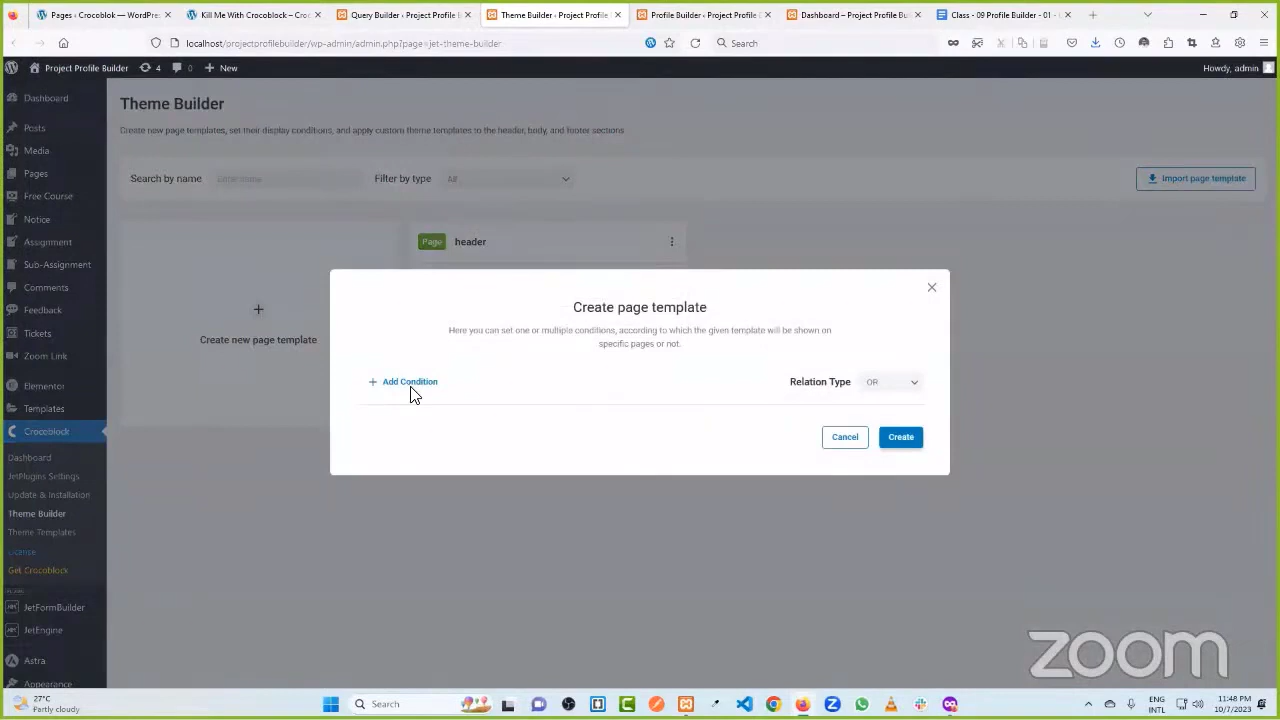 Pages ‹ Crocoblock — WordPres
Kill Me With Crocoblock – Croc
Query Builder ‹ Project Profile
Theme Builder ‹ Project Profile
Profile Builder ‹ Project Profile
Dashboard ‹ Project Profile Bui
Class - 09 Profile Builder - 01 -
localhost/projectprofilebuilder/wp-admin/admin.php?page=jet-theme-builder
Search
Project Profile Builder
4
0
New
Howdy, admin
Dashboard
Posts
Media
Pages
Free Course
Notice
Assignment
Sub-Assignment
Comments
Feedback
Tickets
Zoom Link
Elementor
Templates
Crocoblock
Dashboard
JetPlugins Settings
Update & Installation
Theme Builder
Theme Templates
License
Get Crocoblock
JetFormBuilder
JetEngine
Astra
Appearance
Theme Builder
Create new page templates, set their display conditions, and apply custom theme templates to the header, body, and footer sections
Search by name
Enter name
Filter by type
All
Import page template
Page
header
+
Create new page template
Create page template
Here you can set one or multiple conditions, according to which the given template will be shown on
specific pages or not.
+ Add Condition
Relation Type
OR
Cancel
Create
zoom
27°C
Partly cloudy
Search
ENG
INTL
11:48 PM
10/7/2023